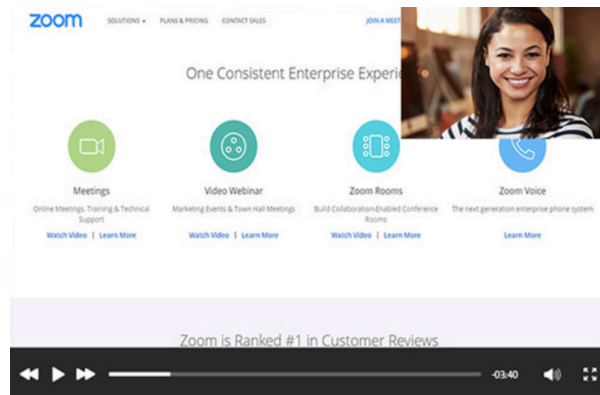 zoom
SOLUTIONS
PLANS & PRICING
CONTACT SALES
JOIN A MEET
One Consistent Enterprise Experi
Meetings
Online Meetings, Training & Technical
Support
Watch Video | Learn More
Video Webinar
Marketing Events & Town Hall Meetings
Watch Video | Learn More
Zoom Rooms
Build Collaboration-Enabled Conference
Rooms
Watch Video | Learn More
Zoom Voice
The next generation enterprise phone system
Learn More
Zoom is Ranked #1 in Customer Reviews
-03:40